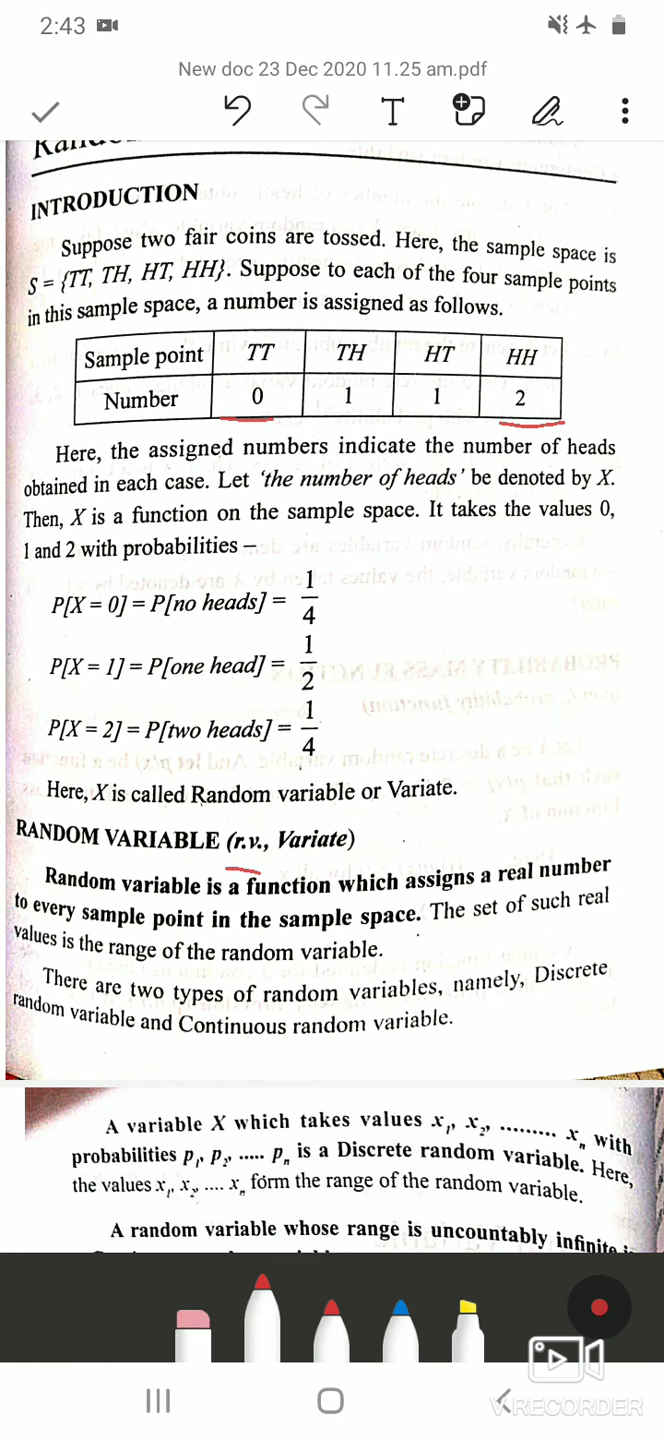 2:43
New doc 23 Dec 2020 11.25 am.pdf
T
INTRODUCTION
Suppose two fair coins are tossed. Here, the sample space is
S = {TT, TH, HT, HH}. Suppose to each of the four sample points
in this sample space, a number is assigned as follows.
Sample point TT TH HT HH
Number 0 1 1 2
Here, the assigned numbers indicate the number of heads
obtained in each case. Let 'the number of heads' be denoted by X.
Then, X is a function on the sample space. It takes the values 0,
1 and 2 with probabilities –
P[X = 0] = P[no heads] = 1/4
P[X = 1] = P[one head] = 1/2
P[X = 2] = P[two heads] = 1/4
Here, X is called Random variable or Variate.
RANDOM VARIABLE (r.v., Variate)
Random variable is a function which assigns a real number
to every sample point in the sample space. The set of such real
values is the range of the random variable.
There are two types of random variables, namely, Discrete
random variable and Continuous random variable.
A variable X which takes values x₁, x₂, ......... xₙ with
probabilities p₁, p₂, ..... pₙ is a Discrete random variable. Here,
the values x₁, x₂, .... xₙ form the range of the random variable.
A random variable whose range is uncountably infinite
V RECORDER